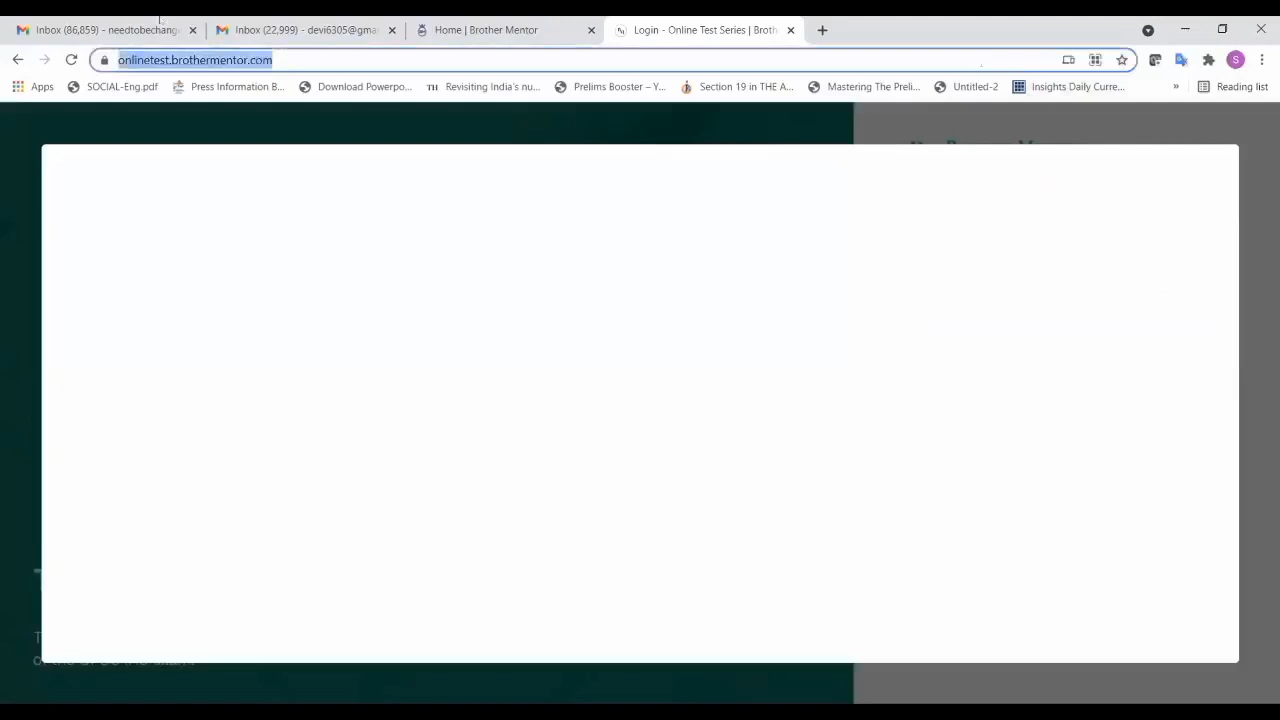 Inbox (86,859) - needtobechang
Inbox (22,999) - devi6305@gma
Home | Brother Mentor
Login - Online Test Series | Broth
onlinetest.brothermentor.com
S
Apps
SOCIAL-Eng.pdf
Press Information B...
Download Powerpo...
TH
Revisiting India's nu...
Prelims Booster – Y...
Section 19 in THE A...
Mastering The Preli...
Untitled-2
Insights Daily Curre...
»
Reading list